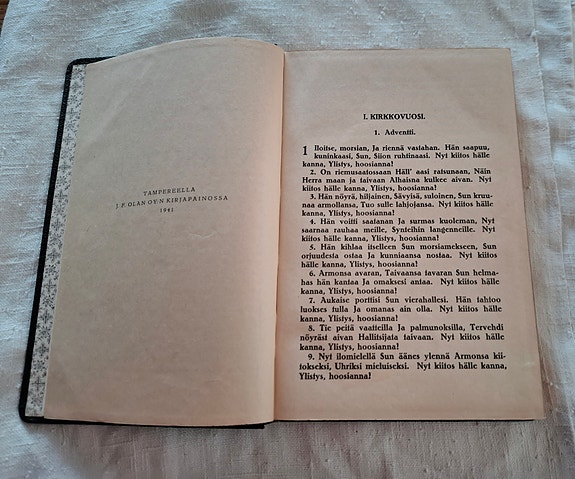 TAMPEREELLA
J. P. OLAN OY:N KIRJAPAINOSSA
1941
I. KIRKKOVUOSI.
1. Adventti.
1 Iloitse, morsian, Ja riennä vastahan. Hän saapuu,
kuninkaasi, Sun, Siion ruhtinaasi. Nyt kiitos hälle
kanna, Ylistys, hoosianna!
2. On riemusaatossaan Häll' aasi ratsunaan, Näin
Herra maan ja taivaan Alhaisna kulkee aivan. Nyt
kiitos hälle kanna, Ylistys, hoosianna!
3. Hän nöyrä, hiljainen, Sävyisä, suloinen, Sun kruu-
naa armollansa, Tuo sulle lahjojansa. Nyt kiitos hälle
kanna, Ylistys, hoosianna!
4. Hän voitti saatanan Ja surmas kuoleman, Nyt
saarnaa rauhaa meille, Synteihin langenneille. Nyt
kiitos hälle kanna, Ylistys, hoosianna!
5. Hän kihlaa itselleen Sun morsiamekseen, Sun
orjuudesta ostaa Ja kunniaansa nostaa. Nyt kiitos
hälle kanna, Ylistys, hoosianna!
6. Armonsa avaran, Taivaansa tavaran Sun helma-
has hän kantaa Ja omaksesi antaa. Nyt kiitos hälle
kanna, Ylistys, hoosianna!
7. Aukaise porttisi Sun vierahallesi. Hän tahtoo
luokses tulla Ja omanas ain olla. Nyt kiitos hälle
kanna, Ylistys, hoosianna!
8. Tie peitä vaatteilla Ja palmunoksilla, Tervehdi
nöyräst aivan Hallitsijata taivaan. Nyt kiitos hälle
kanna, Ylistys, hoosianna!
9. Nyt ilomielellä Sun äänes ylennä Armonsa kii-
tokseksi, Uhriksi mieluiseksi. Nyt kiitos hälle kanna,
Ylistys, hoosianna!